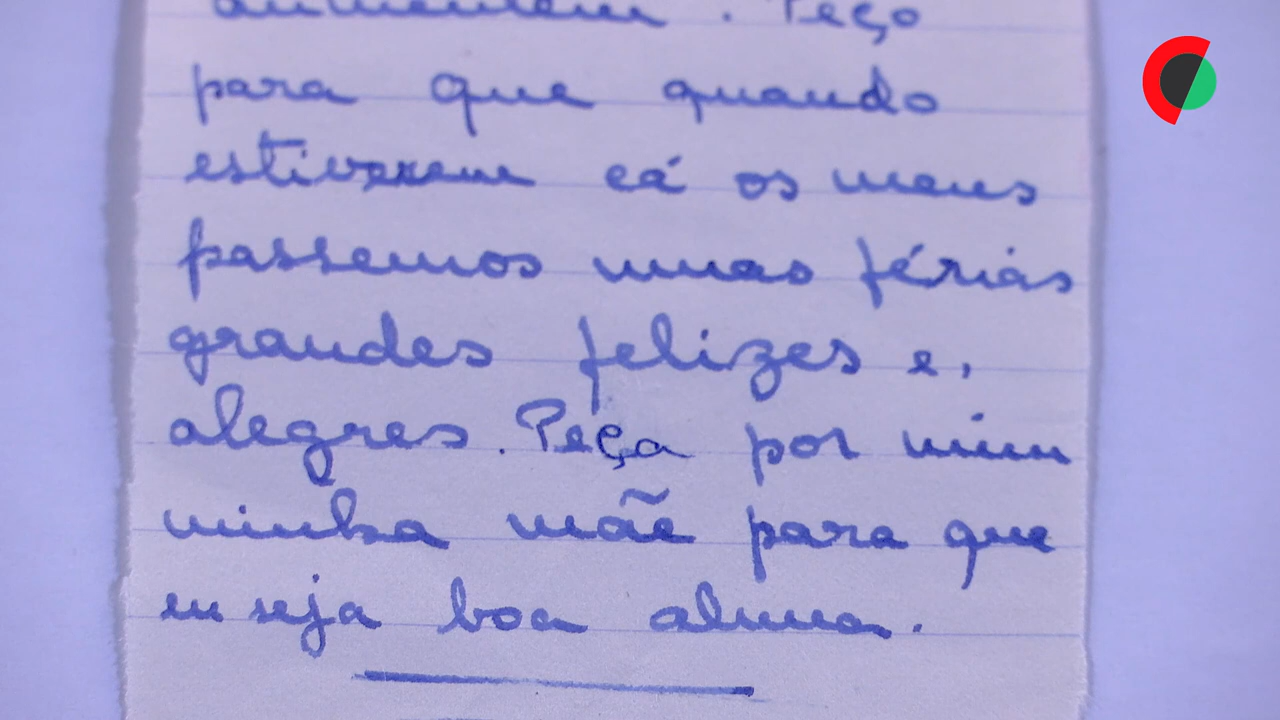 aumentem. Peço
para que quando
estiverem cá os meus
passemos umas férias
grandes felizes e,
alegres. Peça por mim
minha mãe para que
eu seja boa aluna.